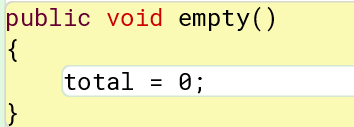 public void empty()
{
total = 0;
}